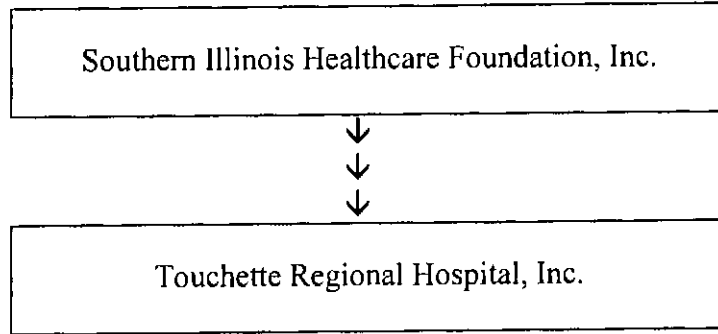 Southern Illinois Healthcare Foundation, Inc.
Touchette Regional Hospital, Inc.